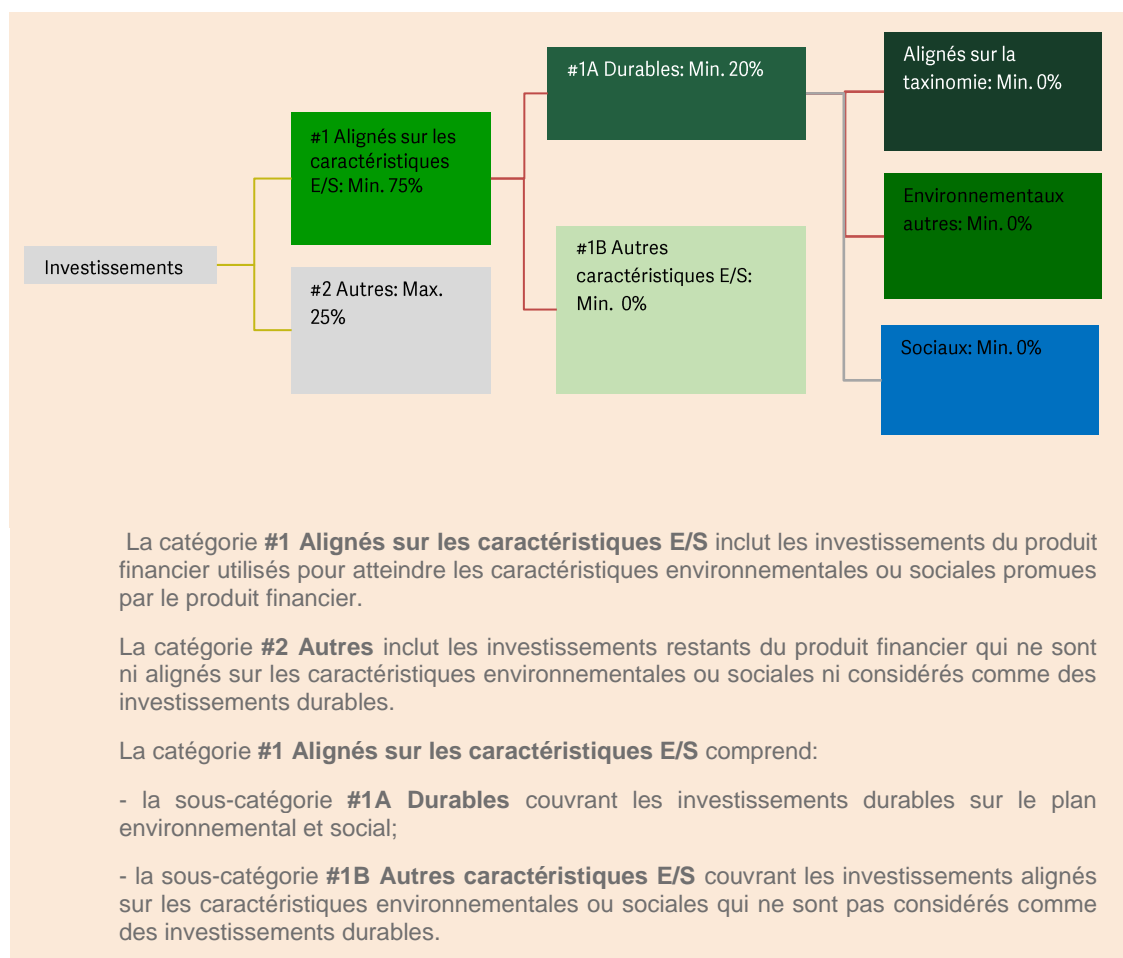 Investissements
#1 Alignés sur les
caractéristiques
E/S: Min. 75%
#2 Autres: Max.
25%
#1A Durables: Min. 20%
#1B Autres
caractéristiques E/S:
Min. 0%
Alignés sur la
taxinomie: Min. 0%
Environnementaux
autres: Min. 0%
Sociaux: Min. 0%
La catégorie #1 Alignés sur les caractéristiques E/S inclut les investissements du produit
financier utilisés pour atteindre les caractéristiques environnementales ou sociales promues
par le produit financier.
La catégorie #2 Autres inclut les investissements restants du produit financier qui ne sont
ni alignés sur les caractéristiques environnementales ou sociales ni considérés comme des
investissements durables.
La catégorie #1 Alignés sur les caractéristiques E/S comprend:
- la sous-catégorie #1A Durables couvrant les investissements durables sur le plan
environnemental et social;
- la sous-catégorie #1B Autres caractéristiques E/S couvrant les investissements alignés
sur les caractéristiques environnementales ou sociales qui ne sont pas considérés comme
des investissements durables.